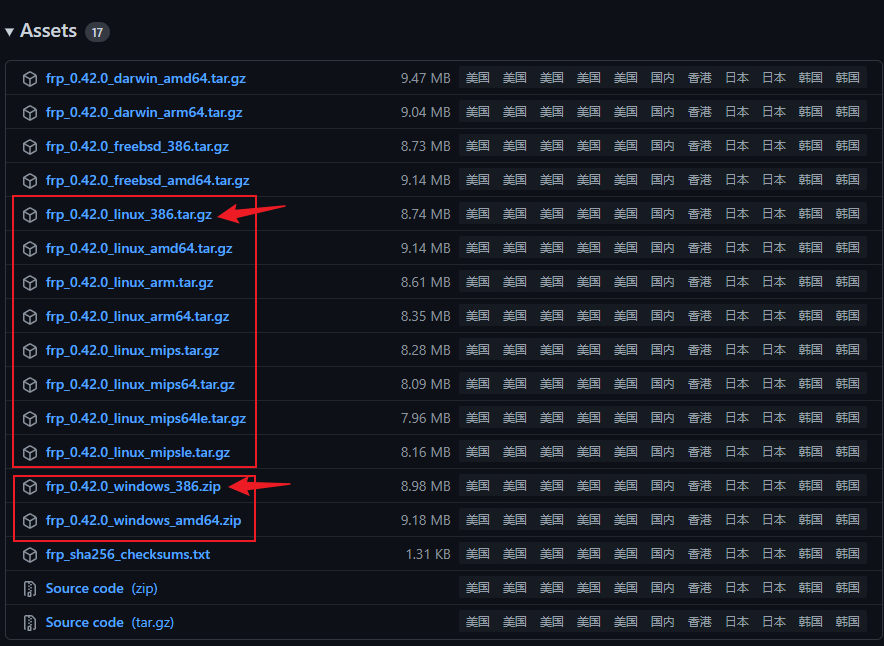 Assets 17
frp_0.42.0_darwin_amd64.tar.gz 9.47 MB 美国 美国 美国 美国 美国 国内 香港 日本 日本 韩国 韩国
frp_0.42.0_darwin_arm64.tar.gz 9.04 MB 美国 美国 美国 美国 美国 国内 香港 日本 日本 韩国 韩国
frp_0.42.0_freebsd_386.tar.gz 8.73 MB 美国 美国 美国 美国 美国 国内 香港 日本 日本 韩国 韩国
frp_0.42.0_freebsd_amd64.tar.gz 9.14 MB 美国 美国 美国 美国 美国 国内 香港 日本 日本 韩国 韩国
frp_0.42.0_linux_386.tar.gz 8.74 MB 美国 美国 美国 美国 美国 国内 香港 日本 日本 韩国 韩国
frp_0.42.0_linux_amd64.tar.gz 9.14 MB 美国 美国 美国 美国 美国 国内 香港 日本 日本 韩国 韩国
frp_0.42.0_linux_arm.tar.gz 8.61 MB 美国 美国 美国 美国 美国 国内 香港 日本 日本 韩国 韩国
frp_0.42.0_linux_arm64.tar.gz 8.35 MB 美国 美国 美国 美国 美国 国内 香港 日本 日本 韩国 韩国
frp_0.42.0_linux_mips.tar.gz 8.28 MB 美国 美国 美国 美国 美国 国内 香港 日本 日本 韩国 韩国
frp_0.42.0_linux_mips64.tar.gz 8.09 MB 美国 美国 美国 美国 美国 国内 香港 日本 日本 韩国 韩国
frp_0.42.0_linux_mips64le.tar.gz 7.96 MB 美国 美国 美国 美国 美国 国内 香港 日本 日本 韩国 韩国
frp_0.42.0_linux_mipsle.tar.gz 8.16 MB 美国 美国 美国 美国 美国 国内 香港 日本 日本 韩国 韩国
frp_0.42.0_windows_386.zip 8.98 MB 美国 美国 美国 美国 美国 国内 香港 日本 日本 韩国 韩国
frp_0.42.0_windows_amd64.zip 9.18 MB 美国 美国 美国 美国 美国 国内 香港 日本 日本 韩国 韩国
frp_sha256_checksums.txt 1.31 KB 美国 美国 美国 美国 美国 国内 香港 日本 日本 韩国 韩国
Source code (zip) 美国 美国 美国 美国 美国 国内 香港 日本 日本 韩国 韩国
Source code (tar.gz) 美国 美国 美国 美国 美国 国内 香港 日本 日本 韩国 韩国